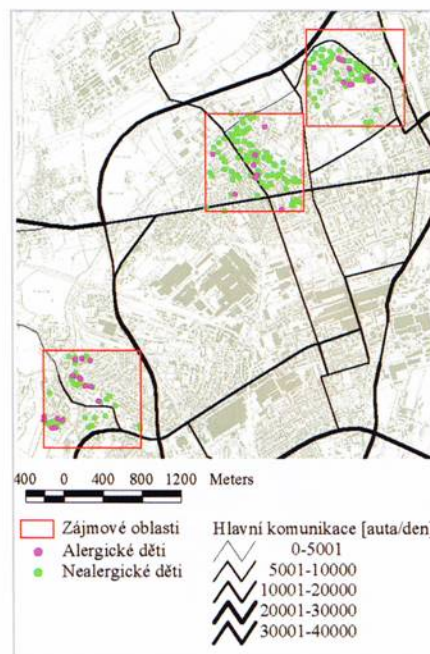 400 0 400 800 1200 Meters
Zájmové oblasti
Alergické děti
Nealergické děti
Hlavní komunikace [auta/den]
0-5001
5001-10000
10001-20000
20001-30000
30001-40000